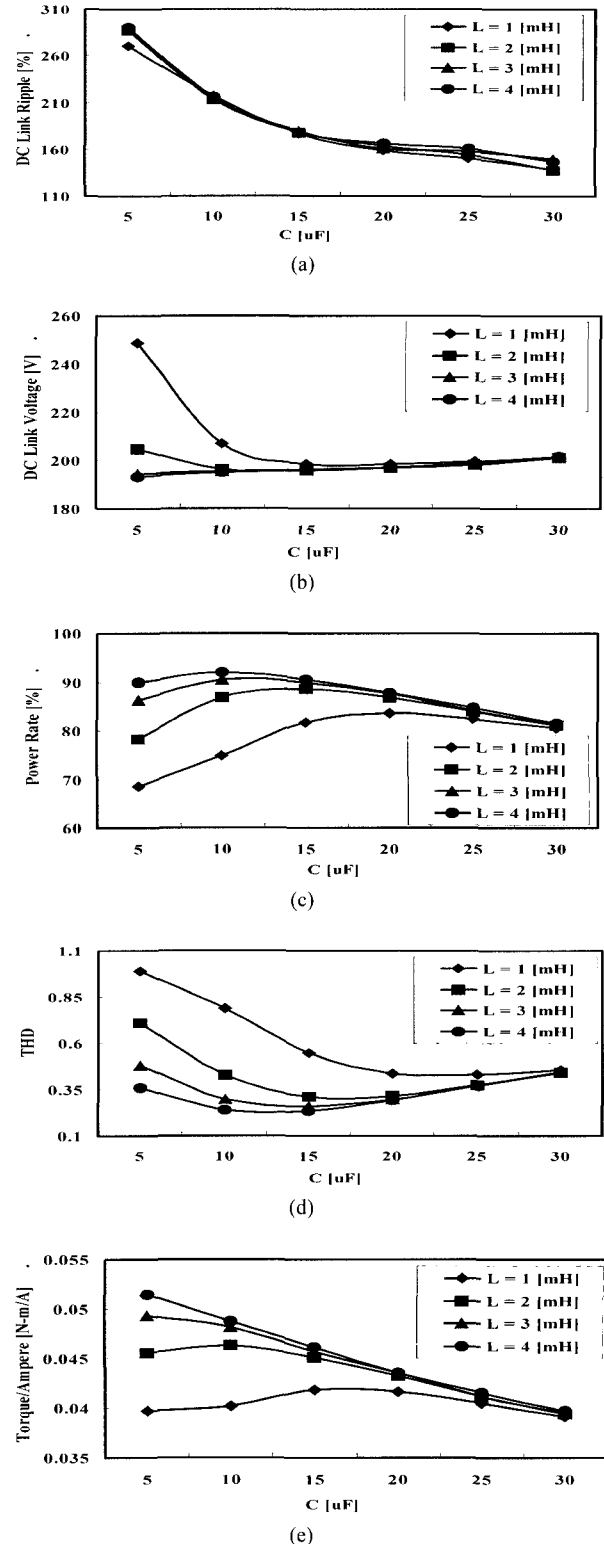 310
260
210
160
110
DC Link Ripple [%]
L = 1 [mH]
L = 2 [mH]
L = 3 [mH]
L = 4 [mH]
5 10 15 20 25 30
C [uF]
(a)
260
240
220
200
180
DC Link Voltage [V]
L = 1 [mH]
L = 2 [mH]
L = 3 [mH]
L = 4 [mH]
5 10 15 20 25 30
C [uF]
(b)
100
90
80
70
60
Power Rate [%]
L = 1 [mH]
L = 2 [mH]
L = 3 [mH]
L = 4 [mH]
5 10 15 20 25 30
C [uF]
(c)
1.1
0.85
0.6
0.35
0.1
THD
L = 1 [mH]
L = 2 [mH]
L = 3 [mH]
L = 4 [mH]
5 10 15 20 25 30
C [uF]
(d)
0.055
0.05
0.045
0.04
0.035
Torque/Ampere [N-m/A]
L = 1 [mH]
L = 2 [mH]
L = 3 [mH]
L = 4 [mH]
5 10 15 20 25 30
C [uF]
(e)